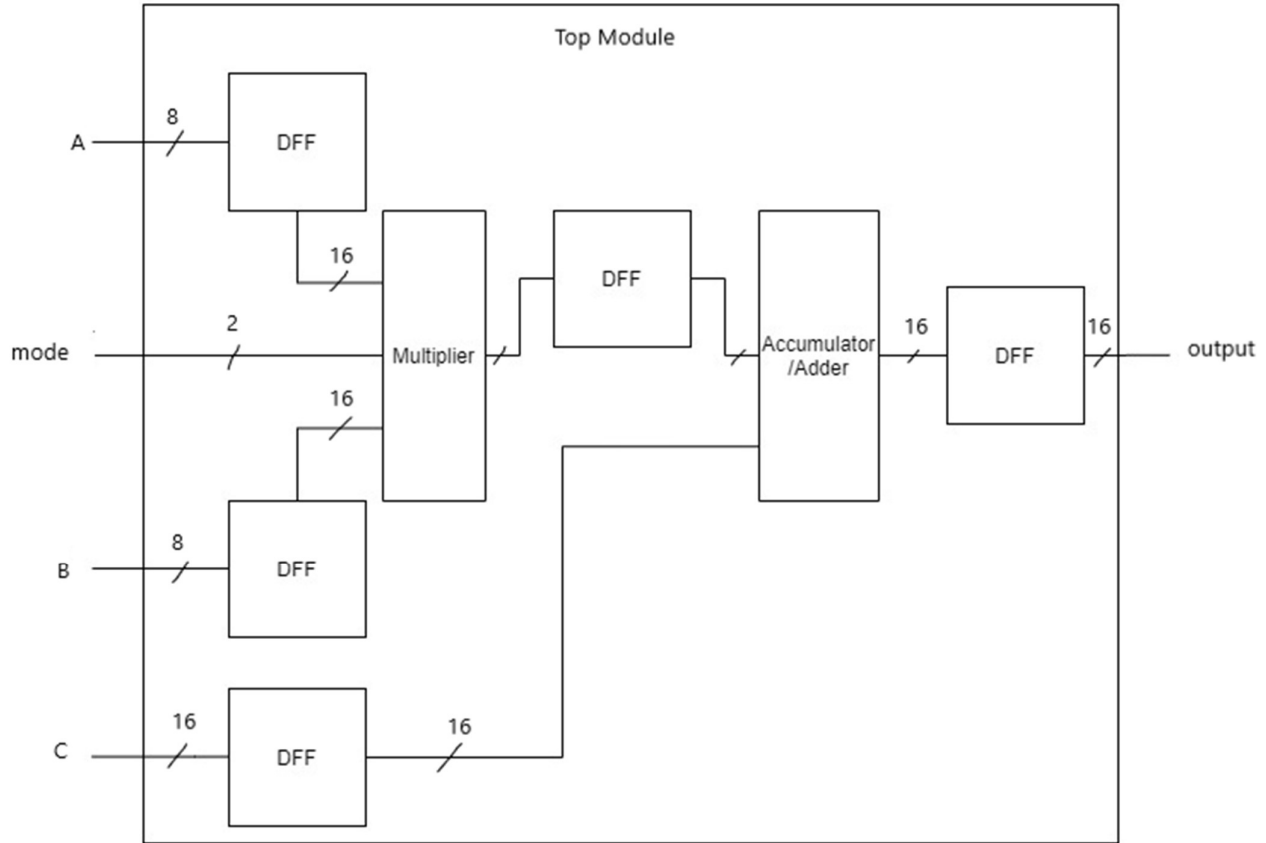 Top Module
8
A
DFF
16
mode
2
Multiplier
DFF
Accumulator
/Adder
16
DFF
16
output
16
B
8
DFF
C
16
DFF
16